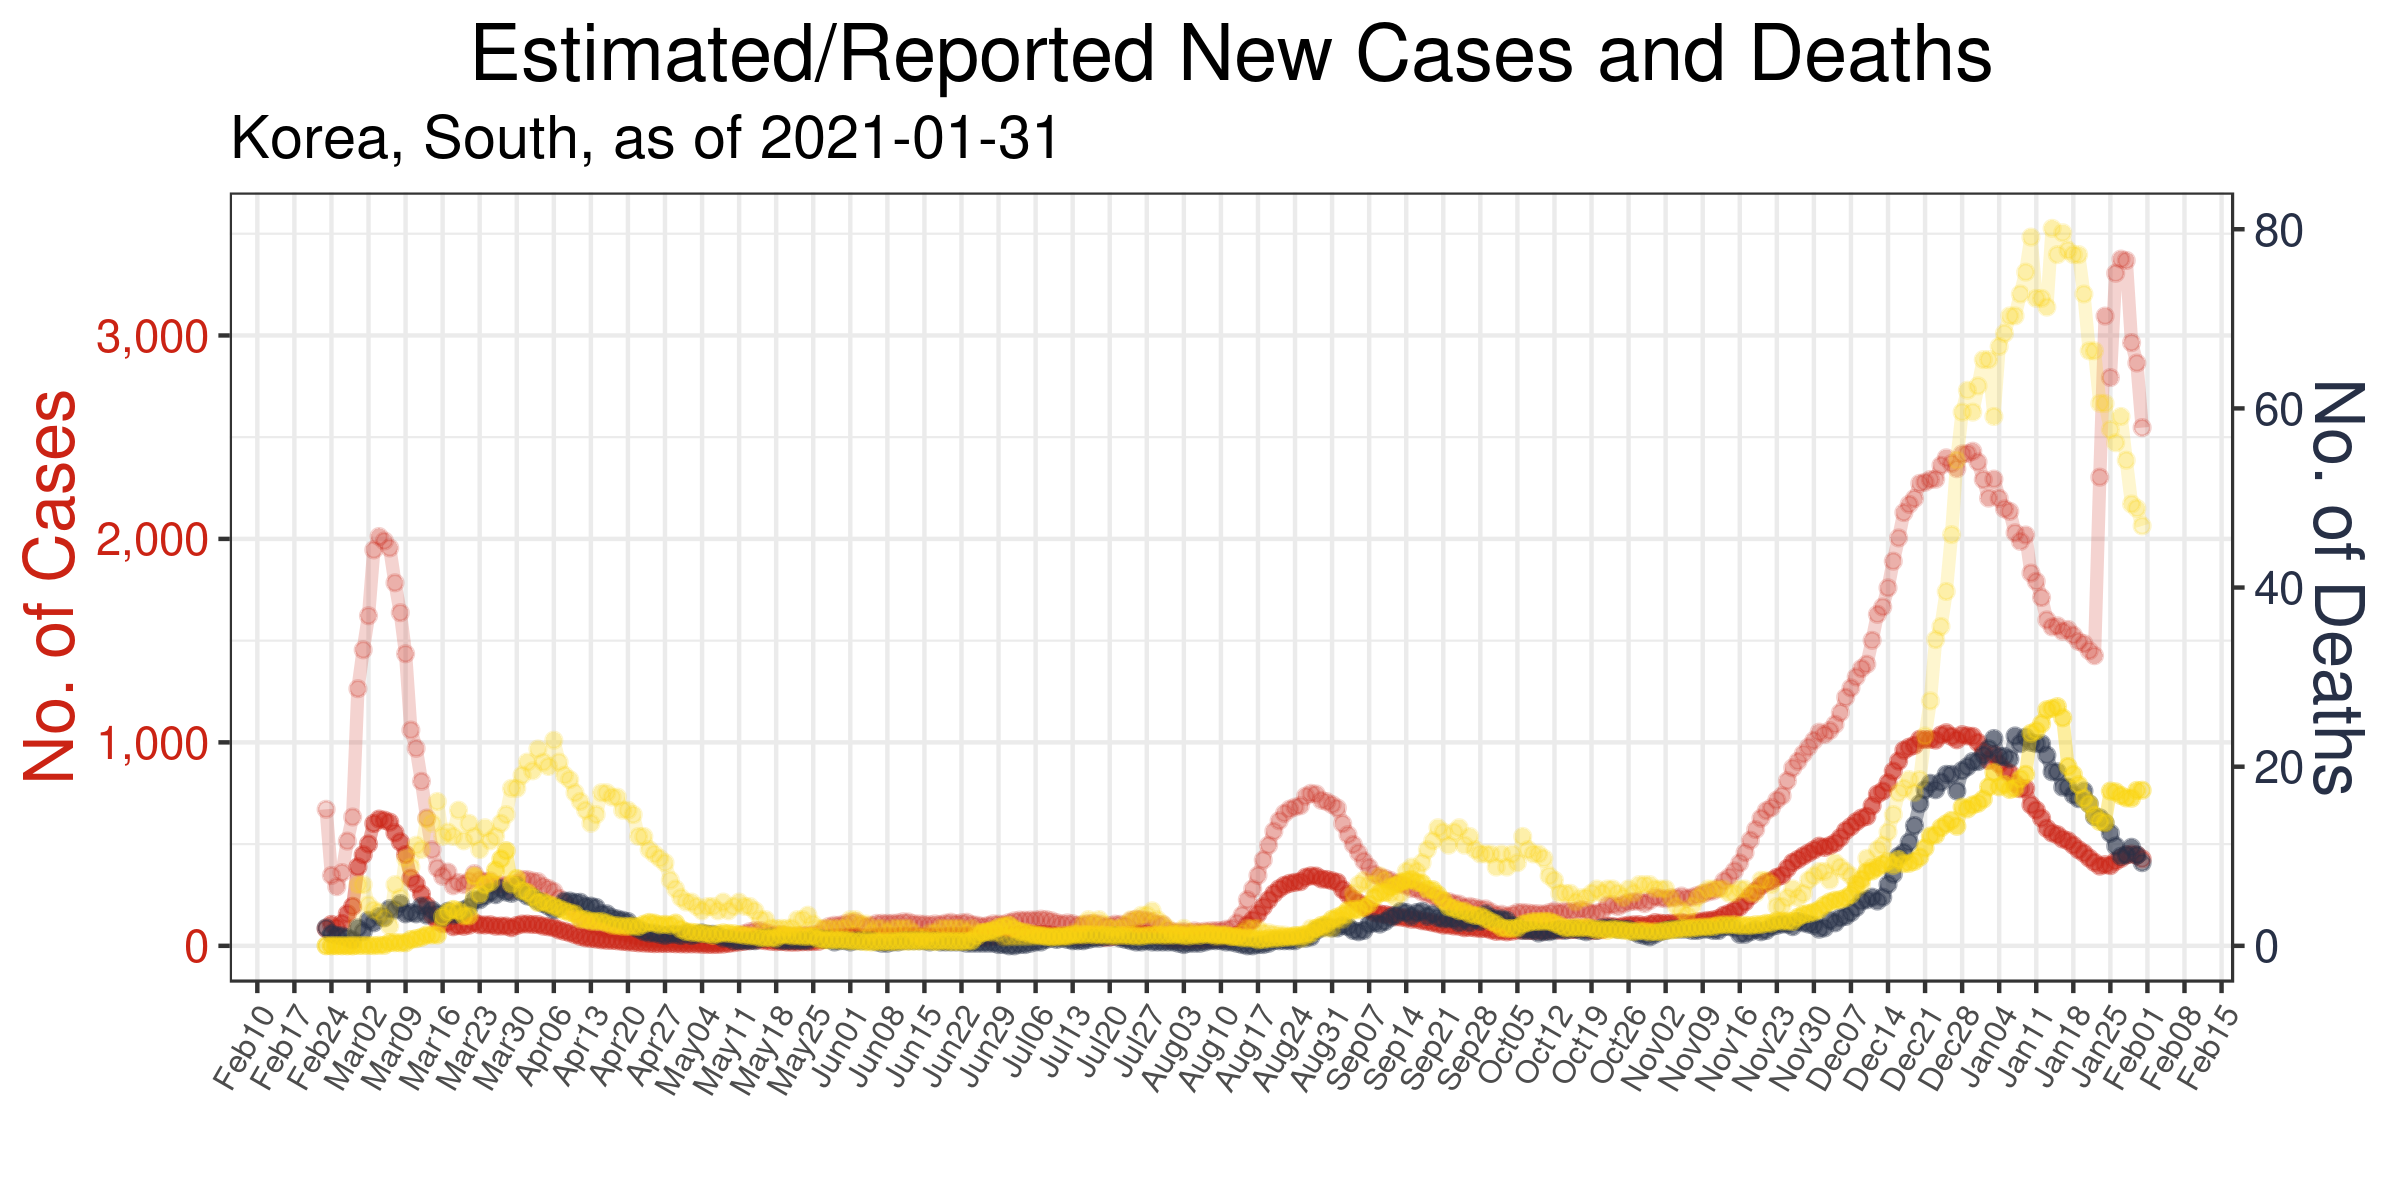 Estimated/Reported New Cases and Deaths
Korea, South, as of 2021-01-31
No. of Cases
3,000
2,000
1,000
0
80
60
40
20
0
No. of Deaths
Feb10 Feb17 Feb24 Mar02 Mar09 Mar16 Mar23 Mar30 Apr06 Apr13 Apr20 Apr27 May04 May11 May18 May25 Jun01 Jun08 Jun15 Jun22 Jun29 Jul06 Jul13 Jul20 Jul27 Aug03 Aug10 Aug17 Aug24 Aug31 Sep07 Sep14 Sep21 Sep28 Oct05 Oct12 Oct19 Oct26 Nov02 Nov09 Nov16 Nov23 Nov30 Dec07 Dec14 Dec21 Dec28 Jan04 Jan11 Jan18 Jan25 Feb01 Feb08 Feb15